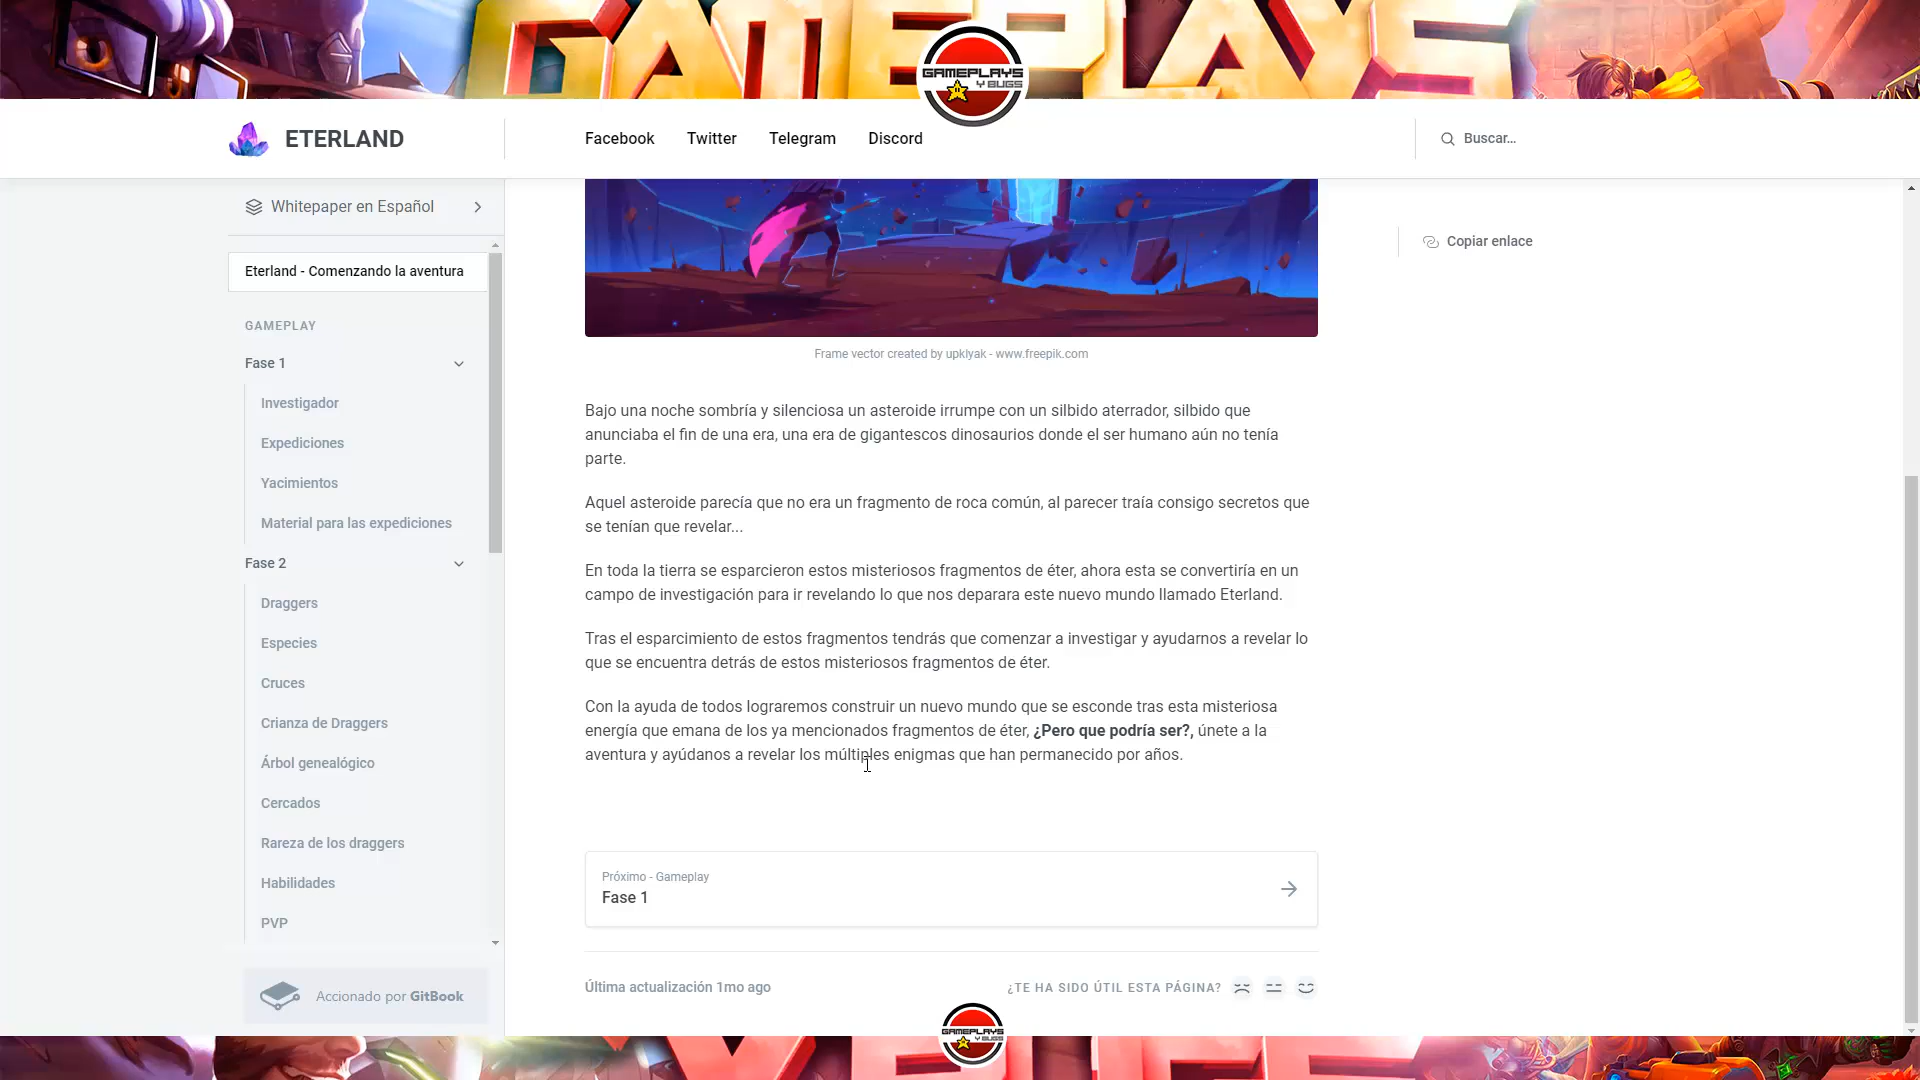 GAMEPLAYS
GAMEPLAYS
Y BUGS
ETERLAND
Facebook
Twitter
Telegram
Discord
Buscar...
Whitepaper en Español
Eterland - Comenzando la aventura
GAMEPLAY
Fase 1
Investigador
Expediciones
Yacimientos
Material para las expediciones
Fase 2
Draggers
Especies
Cruces
Crianza de Draggers
Árbol genealógico
Cercados
Rareza de los draggers
Habilidades
PVP
Accionado por GitBook
Frame vector created by upklyak - www.freepik.com
Bajo una noche sombría y silenciosa un asteroide irrumpe con un silbido aterrador, silbido que
anunciaba el fin de una era, una era de gigantescos dinosaurios donde el ser humano aún no tenía
parte.
Aquel asteroide parecía que no era un fragmento de roca común, al parecer traía consigo secretos que
se tenían que revelar...
En toda la tierra se esparcieron estos misteriosos fragmentos de éter, ahora esta se convertiría en un
campo de investigación para ir revelando lo que nos deparara este nuevo mundo llamado Eterland.
Tras el esparcimiento de estos fragmentos tendrás que comenzar a investigar y ayudarnos a revelar lo
que se encuentra detrás de estos misteriosos fragmentos de éter.
Con la ayuda de todos lograremos construir un nuevo mundo que se esconde tras esta misteriosa
energía que emana de los ya mencionados fragmentos de éter, ¿Pero que podría ser?, únete a la
aventura y ayúdanos a revelar los múltiples enigmas que han permanecido por años.
Próximo - Gameplay
Fase 1
Última actualización 1mo ago
¿TE HA SIDO ÚTIL ESTA PÁGINA?
Copiar enlace
GAMEPLAYS
Y BUGS